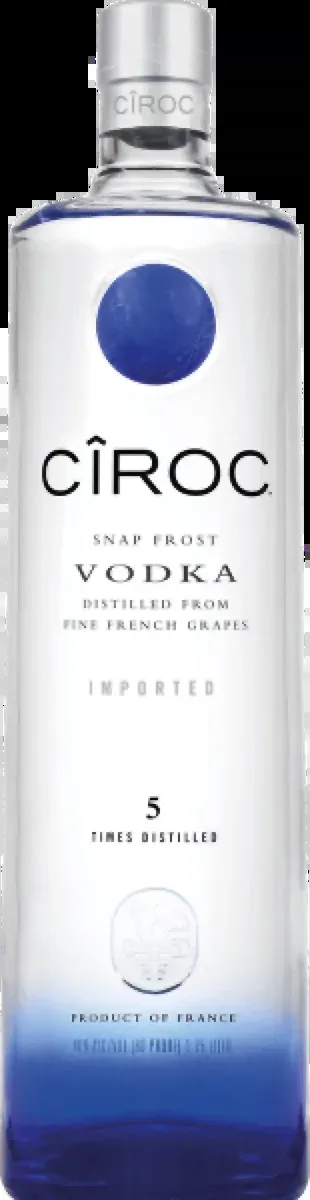 CÎROC
CÎROC
SNAP FROST
VODKA
DISTILLED FROM
FINE FRENCH GRAPES
IMPORTED
5
TIMES DISTILLED
PRODUCT OF FRANCE